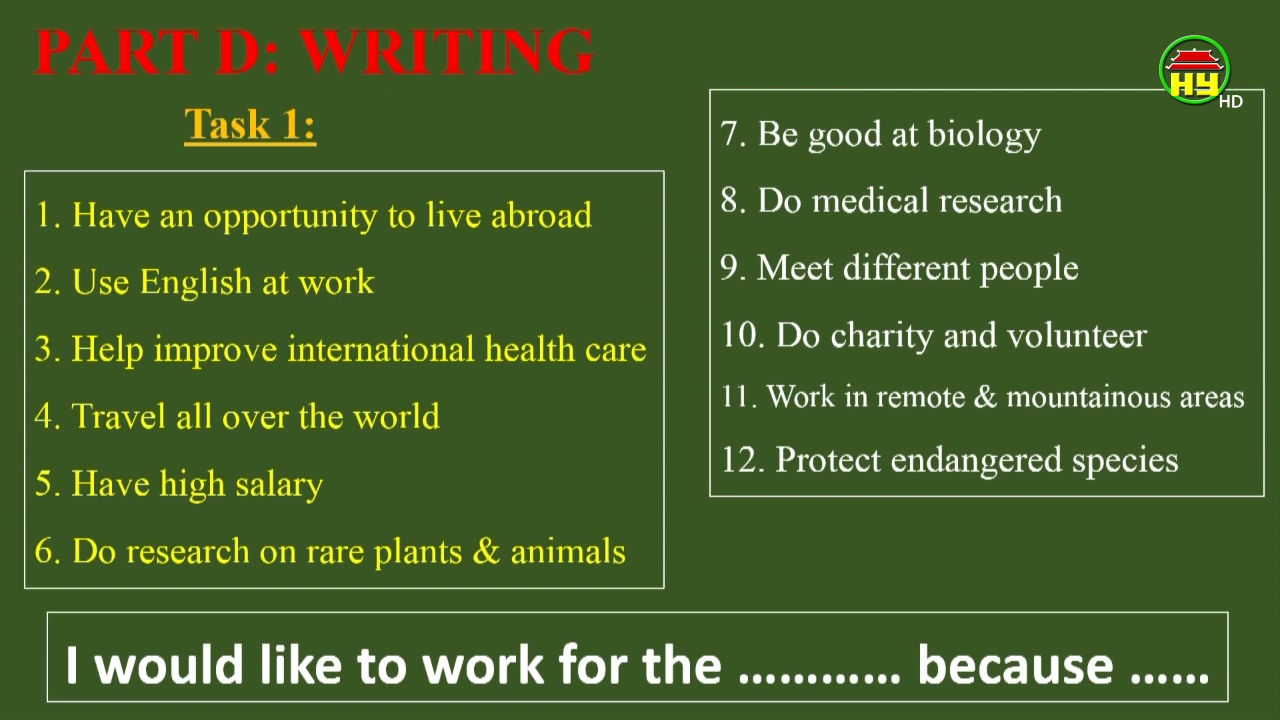 PART D: WRITING
Task 1:
1. Have an opportunity to live abroad
2. Use English at work
3. Help improve international health care
4. Travel all over the world
5. Have high salary
6. Do research on rare plants & animals
HY
HD
7. Be good at biology
8. Do medical research
9. Meet different people
10. Do charity and volunteer
11. Work in remote & mountainous areas
12. Protect endangered species
I would like to work for the ………… because ……